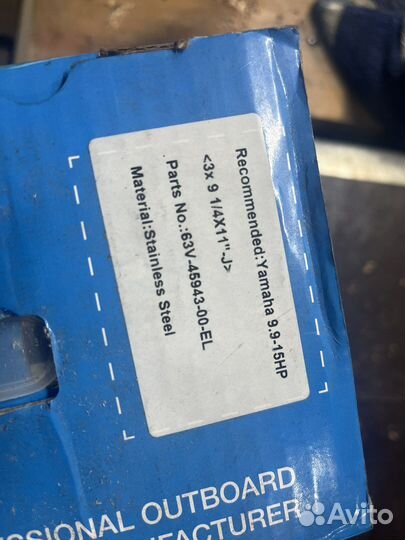 Recommended:Yamaha 9.9-15HP
<3x 9 1/4X11"-J>
Parts No.:63V-45943-00-EL
Material:Stainless Steel
SSIONAL OUTBOARD
FACTURER
Avito